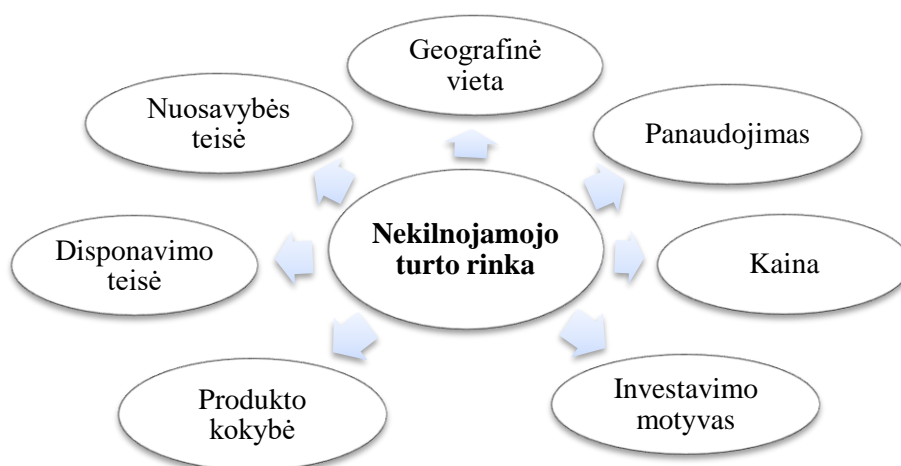 Geografinė
vieta
Nuosavybės
teisė
Panaudojimas
Nekilnojamojo
turto rinka
Disponavimo
teisė
Kaina
Produkto
kokybė
Investavimo
motyvas